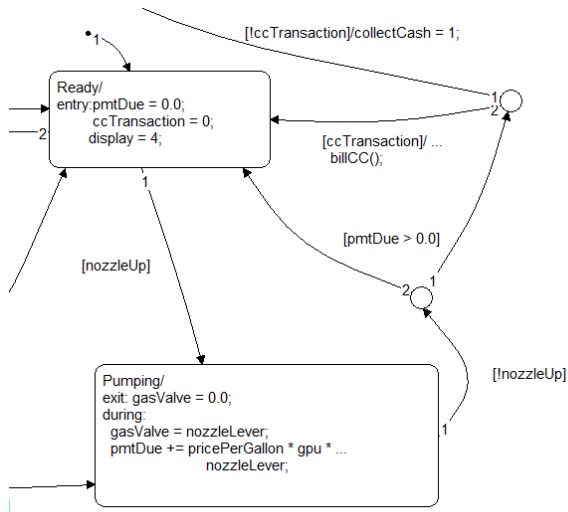 [!ccTransaction]/collectCash = 1;
1
Ready/
entry:pmtDue = 0.0;
ccTransaction = 0;
display = 4;
2
1
1
2
[ccTransaction]/ ...
billCC();
[nozzleUp]
[pmtDue > 0.0]
1
2
Pumping/
exit: gasValve = 0.0;
during:
gasValve = nozzleLever;
pmtDue += pricePerGallon * gpu * ...
nozzleLever;
[!nozzleUp]
1